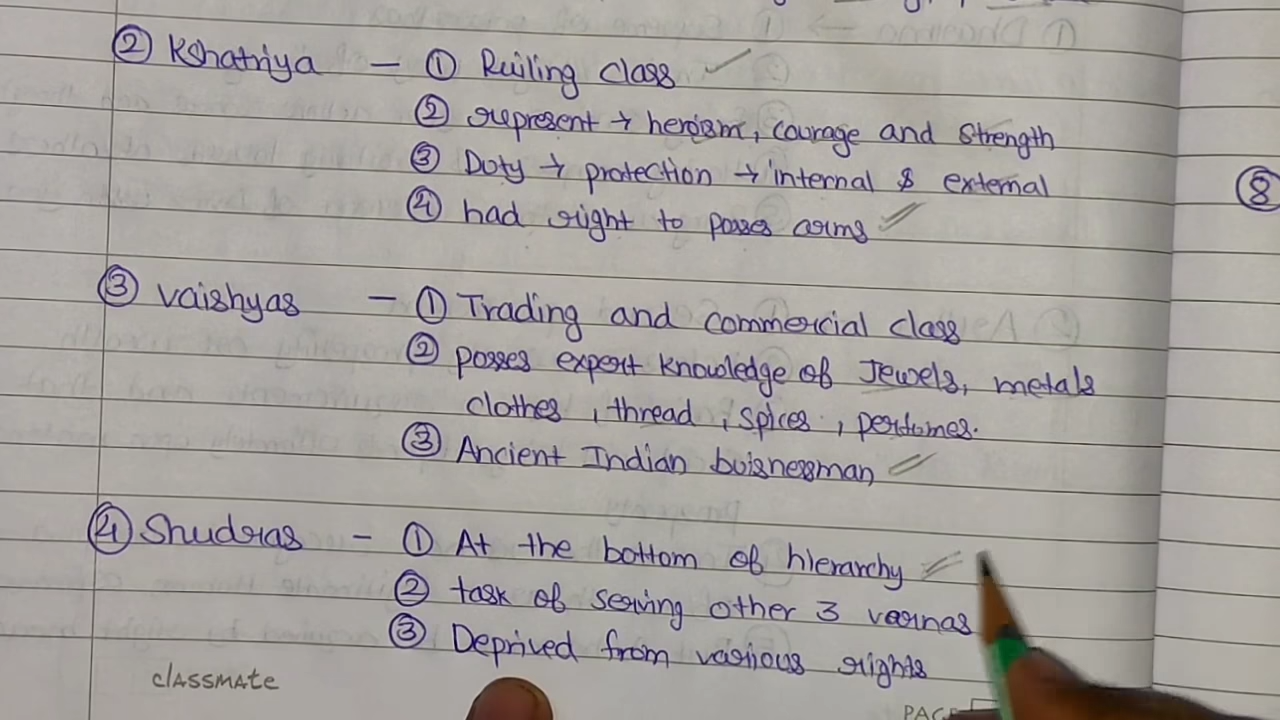 ② Kshatriya - ① Ruiling class
② represent → heroism, courage and strength
③ Duty → protection → internal & external
④ had right to posses arms
⑧
③ Vaishyas - ① Trading and commercial class
② posses expert knowledge of Jewels, metals
clothes, thread, spices, perfumes.
③ Ancient Indian buisnessman
④ Shudras - ① At the bottom of hierarchy
② task of serving other 3 varnas
③ Deprived from various rights
classmate
PAGE